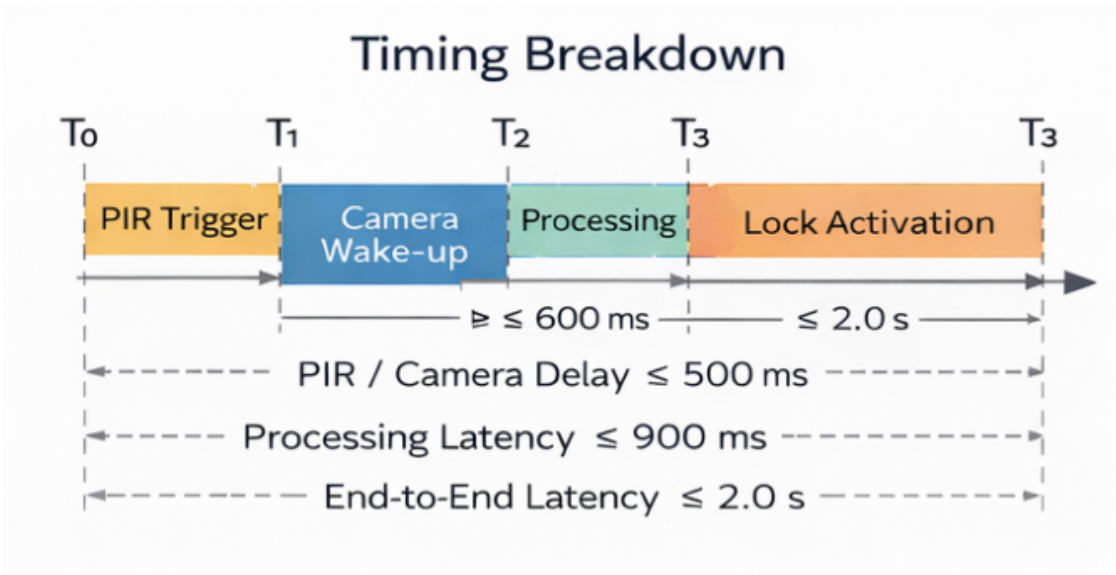 Timing Breakdown
T0 T1 T2 T3 T3
PIR Trigger
Camera
Wake-up
Processing
Lock Activation
≤ 600 ms ≤ 2.0 s
PIR / Camera Delay ≤ 500 ms
Processing Latency ≤ 900 ms
End-to-End Latency ≤ 2.0 s